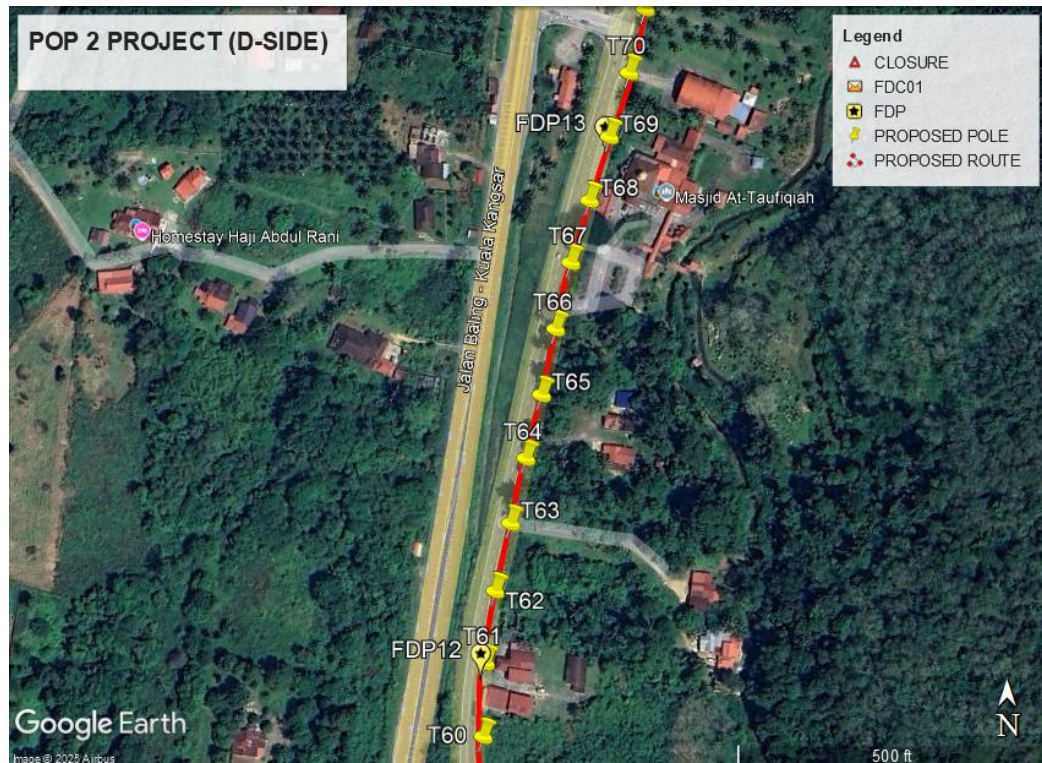 POP 2 PROJECT (D-SIDE)
Legend
CLOSURE
FDC01
FDP
PROPOSED POLE
PROPOSED ROUTE
T70
FDP13
T69
T68
Masjid At-Taufiqiah
Homestay Haji Abdul Rani
T67
Jalan Baling - Kuala Kangsar
T66
T65
T64
T63
T62
T61
FDP12
T60
N
Google Earth
Image © 2025 Airbus
500 ft